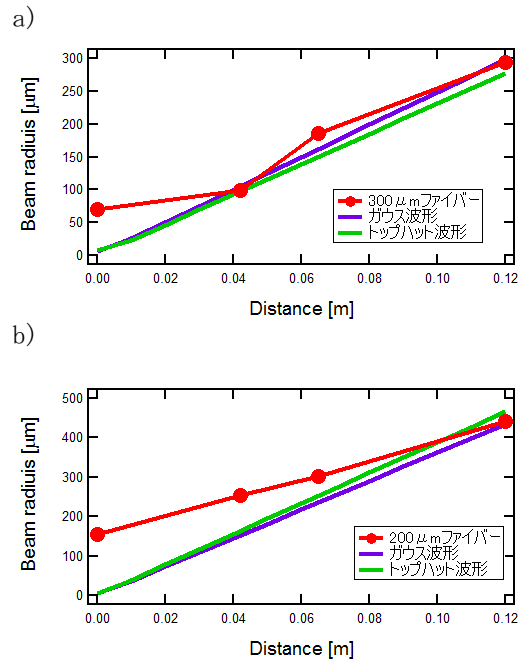 a)
300
250
200
150
100
50
0
Beam radiuis [µm]
300μmファイバー
ガウス波形
トップハット波形
0.00 0.02 0.04 0.06 0.08 0.10 0.12
Distance [m]
b)
500
400
300
200
100
0
Beam radiuis [µm]
200μmファイバー
ガウス波形
トップハット波形
0.00 0.02 0.04 0.06 0.08 0.10 0.12
Distance [m]